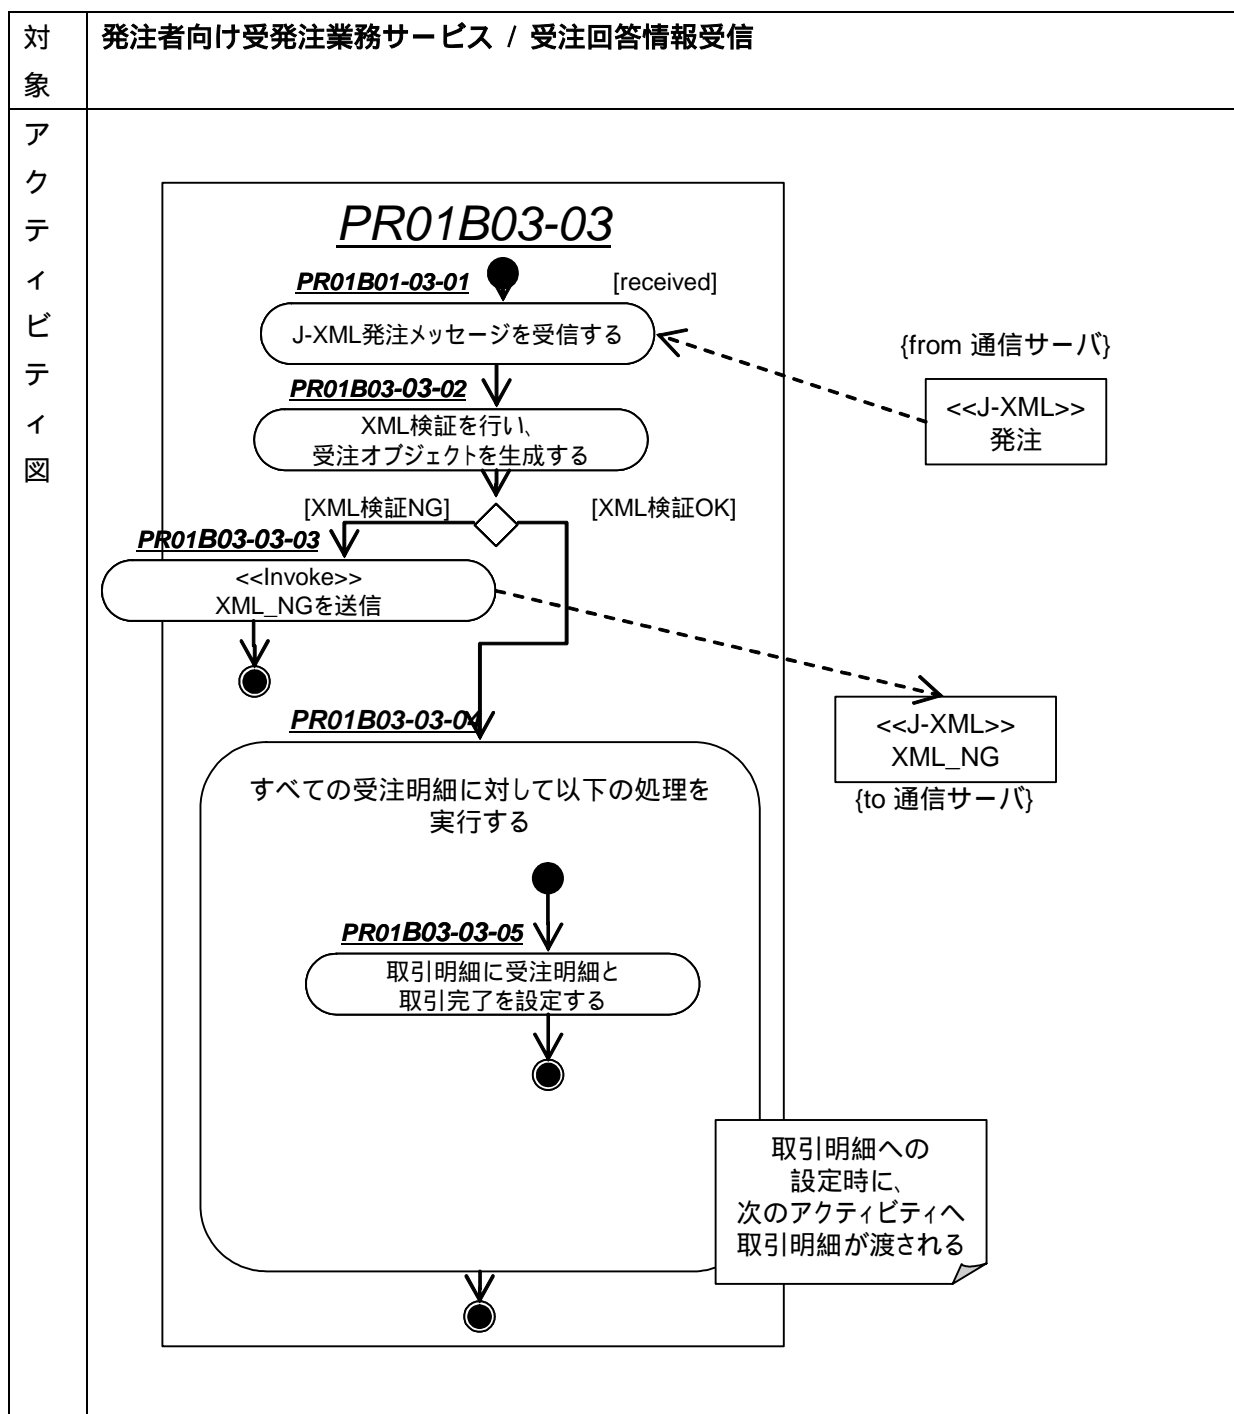 対象
発注者向け受発注業務サービス / 受注回答情報受信
アクティビティ図
PR01B03-03
PR01B01-03-01
[received]
J-XML発注メッセージを受信する
{from 通信サーバ}
<<J-XML>>
発注
PR01B03-03-02
XML検証を行い、
受注オブジェクトを生成する
[XML検証NG]
[XML検証OK]
PR01B03-03-03
<<Invoke>>
XML_NGを送信
<<J-XML>>
XML_NG
{to 通信サーバ}
PR01B03-03-04
すべての受注明細に対して以下の処理を
実行する
PR01B03-03-05
取引明細に受注明細と
取引完了を設定する
取引明細への
設定時に、
次のアクティビティへ
取引明細が渡される